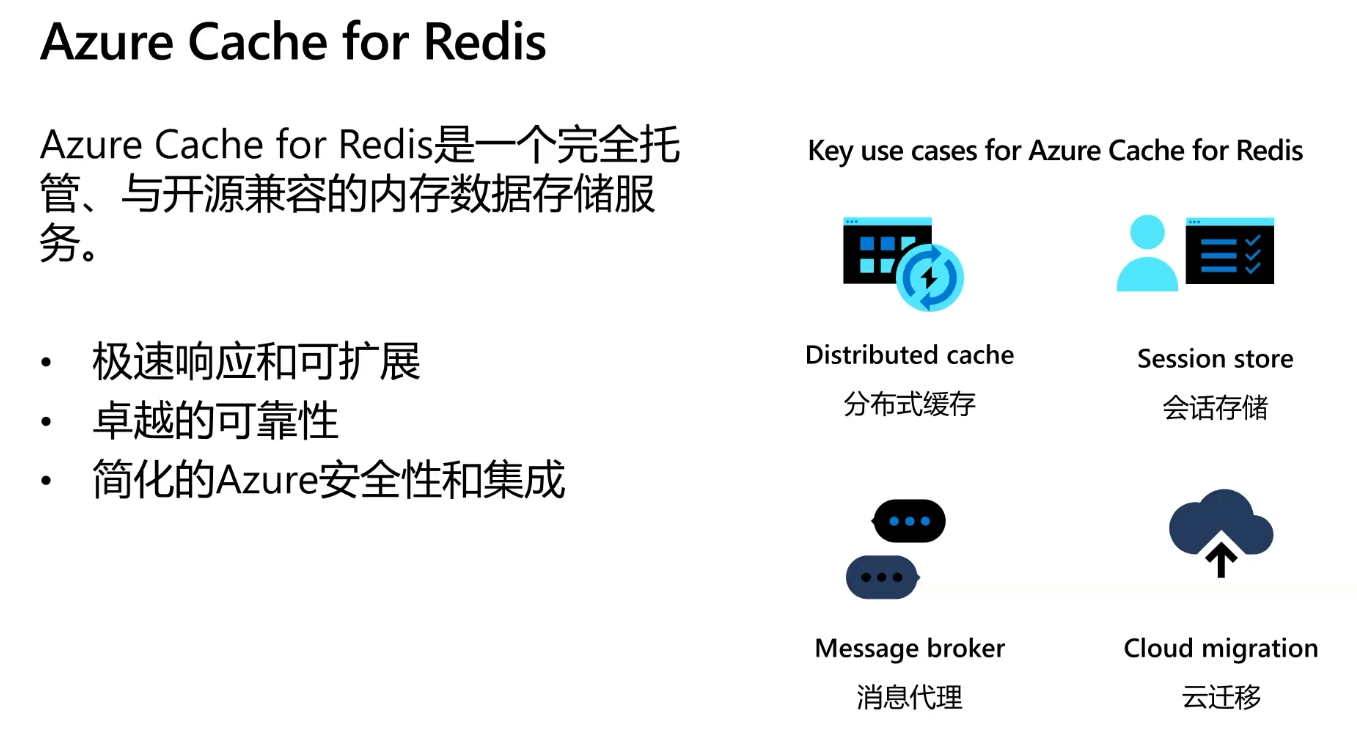 Azure Cache for Redis
Azure Cache for Redis是一个完全托
管、与开源兼容的内存数据存储服
务。
• 极速响应和可扩展
• 卓越的可靠性
• 简化的Azure安全性和集成
Key use cases for Azure Cache for Redis
Distributed cache
分布式缓存
Session store
会话存储
Message broker
消息代理
Cloud migration
云迁移